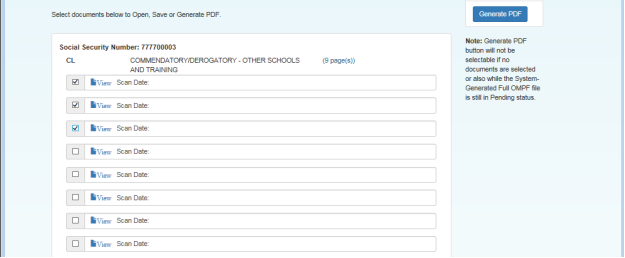 Select documents below to Open, Save or Generate PDF.
Generate PDF
Social Security Number: 777700003
CL COMMENDATORY/DEROGATORY - OTHER SCHOOLS AND TRAINING (9 page(s))
View Scan Date:
View Scan Date:
View Scan Date:
View Scan Date:
View Scan Date:
View Scan Date:
View Scan Date:
View Scan Date:
Note: Generate PDF
button will not be
selectable if no
documents are selected
or also while the System-
Generated Full OMPF file
is still in Pending status.